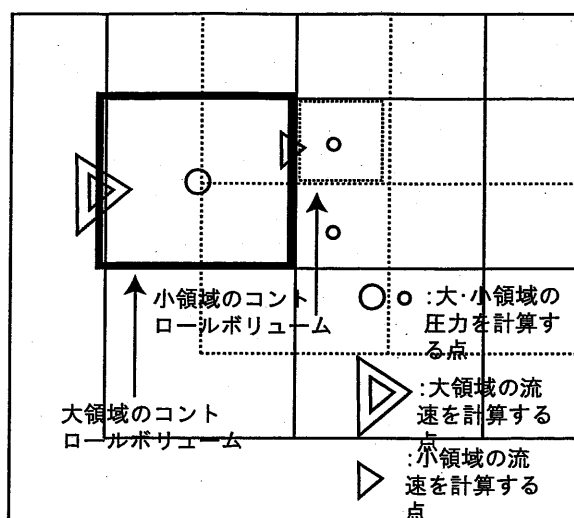 小領域のコント
ロールボリューム
:大・小領域の
圧力を計算す
る点
大領域のコント
ロールボリューム
:大領域の流
速を計算する
点
:小領域の流
速を計算する
点